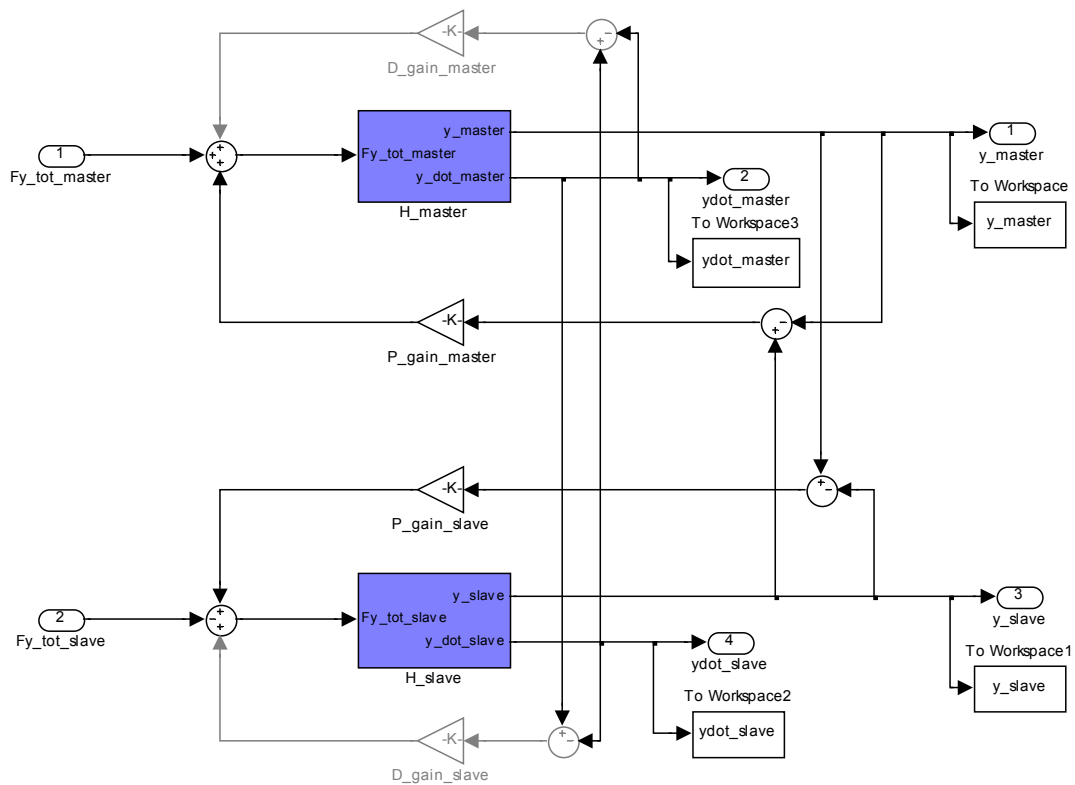 -K-
−
+
D_gain_master
1
Fy_tot_master
+
+
+
y_master
Fy_tot_master
y_dot_master
H_master
1
y_master
2
ydot_master
To Workspace
y_master
To Workspace3
ydot_master
-K-
P_gain_master
−
+
-K-
P_gain_slave
+
−
2
Fy_tot_slave
+
−
+
y_slave
Fy_tot_slave
y_dot_slave
H_slave
3
y_slave
4
ydot_slave
To Workspace1
y_slave
To Workspace2
ydot_slave
-K-
D_gain_slave
+
−